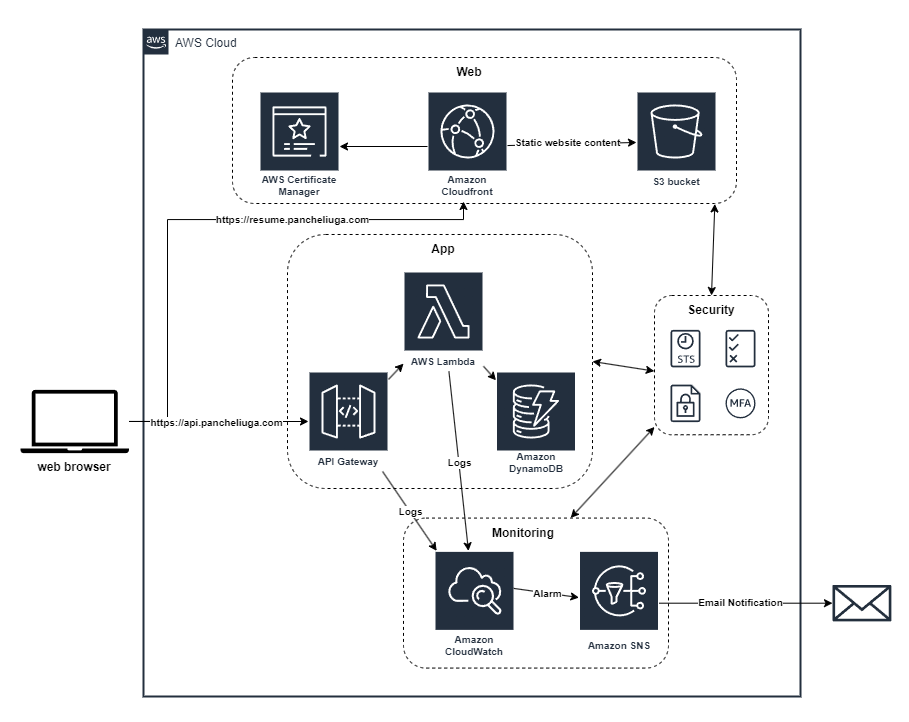 aws
AWS Cloud
Web
AWS Certificate
Manager
Amazon
Cloudfront
Static website content
S3 bucket
https://resume.pancheliuga.com
App
AWS Lambda
Security
STS
MFA
https://api.pancheliuga.com
web browser
API Gateway
Amazon
DynamoDB
Logs
Logs
Monitoring
Alarm
Email Notification
Amazon
CloudWatch
Amazon SNS